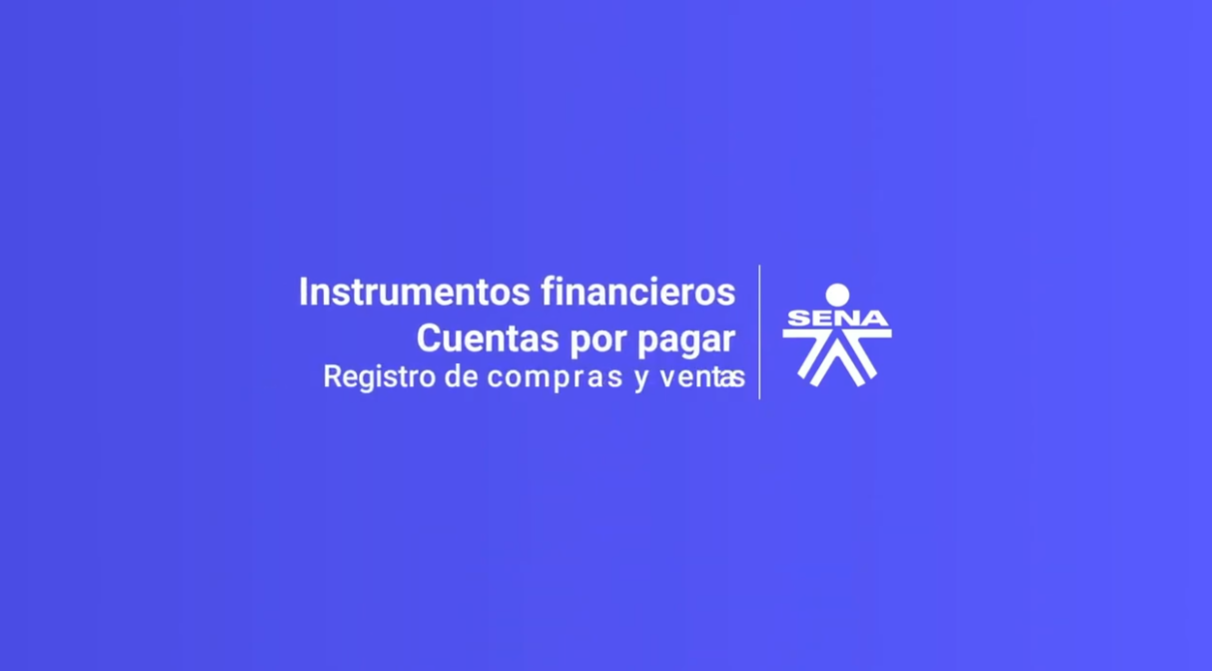 Instrumentos financieros
Cuentas por pagar
Registro de compras y ventas
SENA